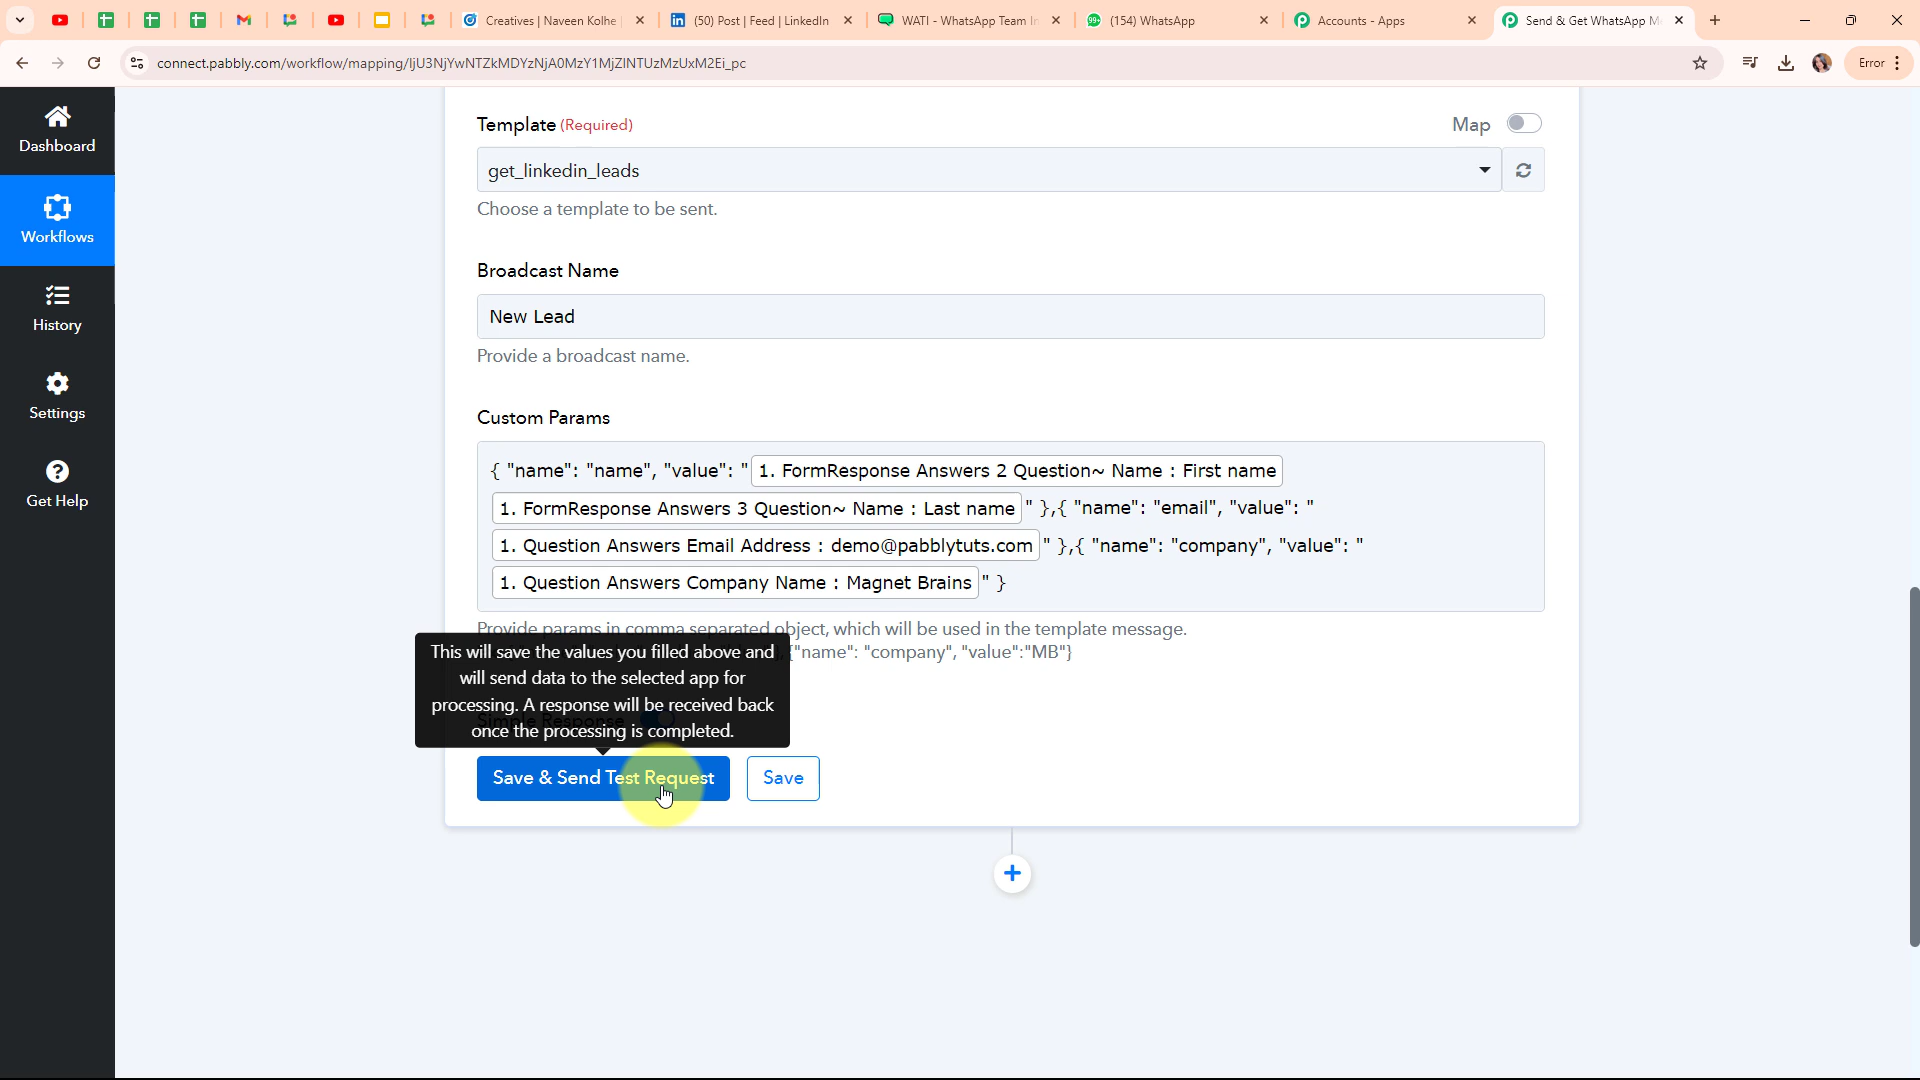 Creatives | Naveen Kolhe
(50) Post | Feed | LinkedIn
WATI - WhatsApp Team In
(154) WhatsApp
Accounts - Apps
Send & Get WhatsApp M
connect.pabbly.com/workflow/mapping/IjU3NjYwNTZkMDYzNjA0MzY1MjZlNTUzMzUxM2Ei_pc
Error
Dashboard
Workflows
History
Settings
Get Help
Template (Required)
Map
get_linkedin_leads
Choose a template to be sent.
Broadcast Name
New Lead
Provide a broadcast name.
Custom Params
{ "name": "name", "value": " 1. FormResponse Answers 2 Question~ Name : First name
1. FormResponse Answers 3 Question~ Name : Last name " },{ "name": "email", "value": "
1. Question Answers Email Address : demo@pabblytuts.com " },{ "name": "company", "value": "
1. Question Answers Company Name : Magnet Brains " }
Provide params in comma separated object, which will be used in the template message.
{"name": "company", "value":"MB"}
This will save the values you filled above and
will send data to the selected app for
processing. A response will be received back
once the processing is completed.
Simple Response
Save & Send Test Request
Save